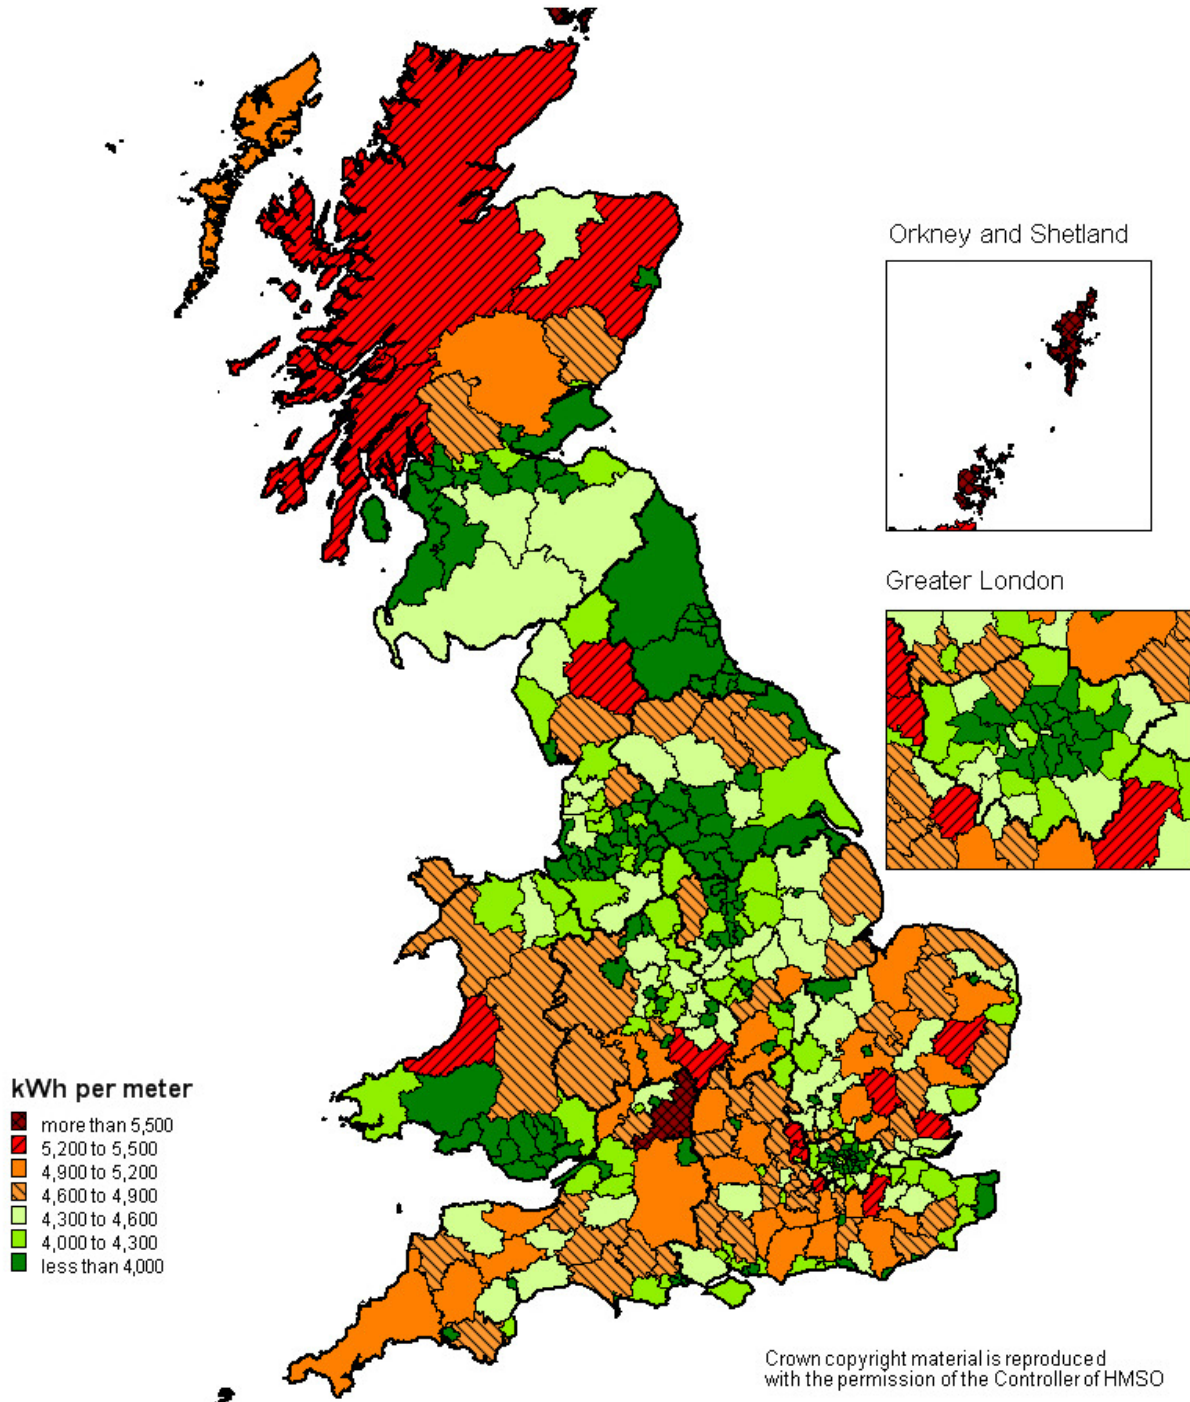 Orkney and Shetland
Greater London
kWh per meter
more than 5,500
5,200 to 5,500
4,900 to 5,200
4,600 to 4,900
4,300 to 4,600
4,000 to 4,300
less than 4,000
Crown copyright material is reproduced
with the permission of the Controller of HMSO